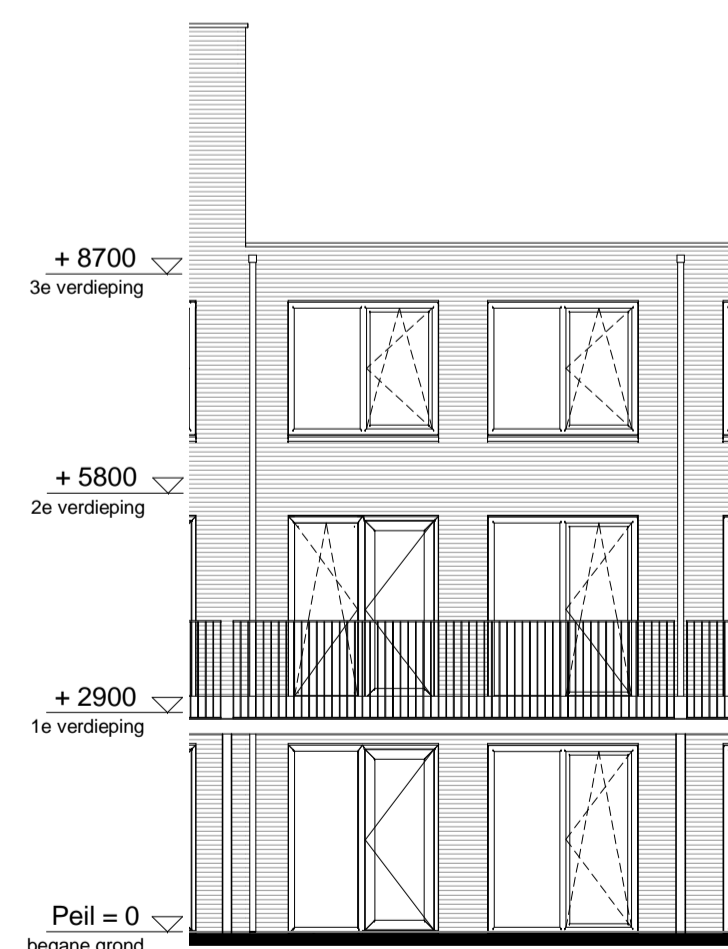 + 8700
3e verdieping
+ 5800
2e verdieping
+ 2900
1e verdieping
Peil = 0
begane grond